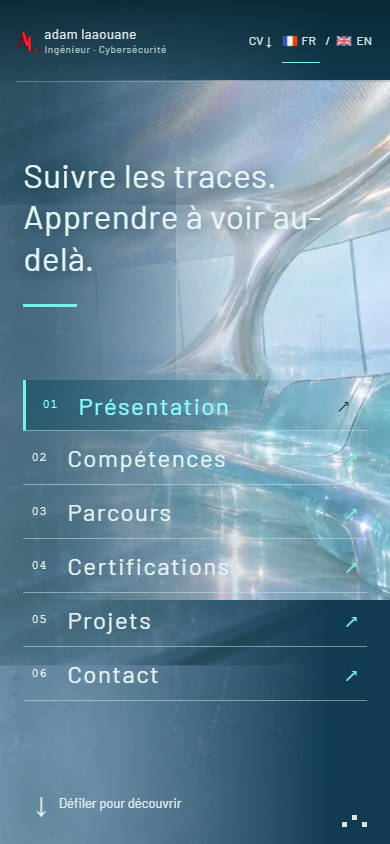 adam laaouane
Ingénieur · Cybersécurité
CV ↓ FR / EN
Suivre les traces.
Apprendre à voir au-
delà.
01 Présentation ↗
02 Compétences ↗
03 Parcours ↗
04 Certifications ↗
05 Projets ↗
06 Contact ↗
↓ Défiler pour découvrir